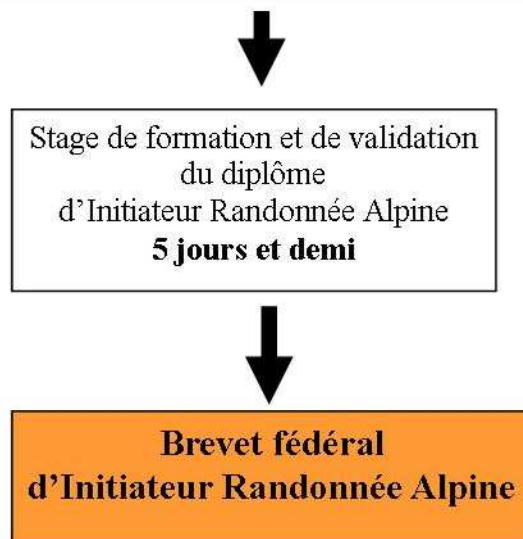 Stage de formation et de validation
du diplôme
d'Initiateur Randonnée Alpine
5 jours et demi
Brevet fédéral
d'Initiateur Randonnée Alpine